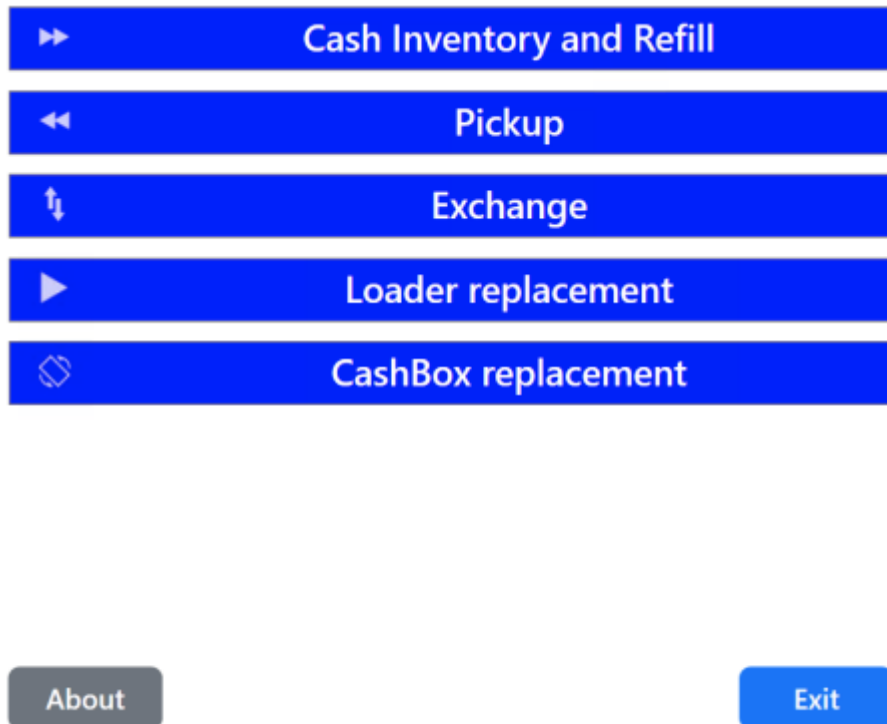 Cash Inventory and Refill
Pickup
Exchange
Loader replacement
CashBox replacement
About
Exit